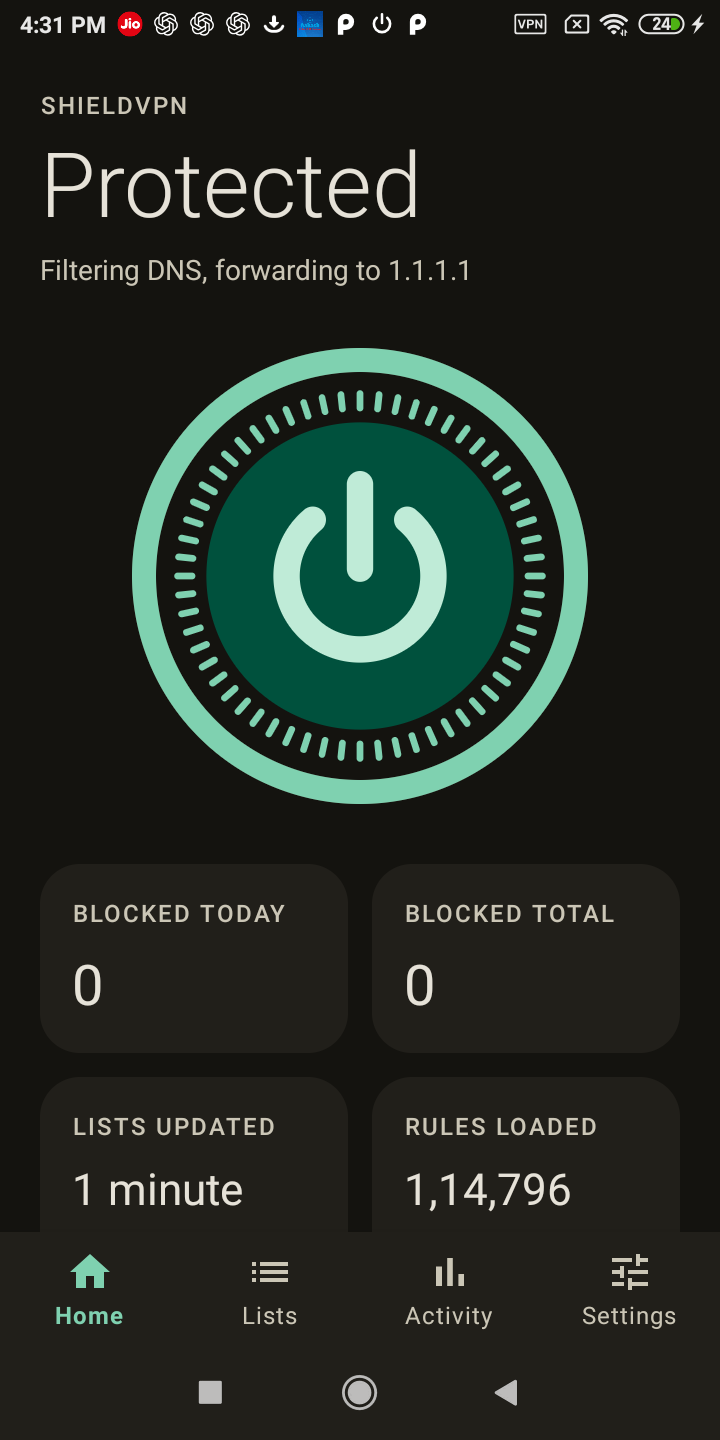 4:31 PM
Jio
VPN
24
SHIELDVPN
Protected
Filtering DNS, forwarding to 1.1.1.1
BLOCKED TODAY
BLOCKED TOTAL
0
0
LISTS UPDATED
RULES LOADED
1 minute
1,14,796
Home
Lists
Activity
Settings